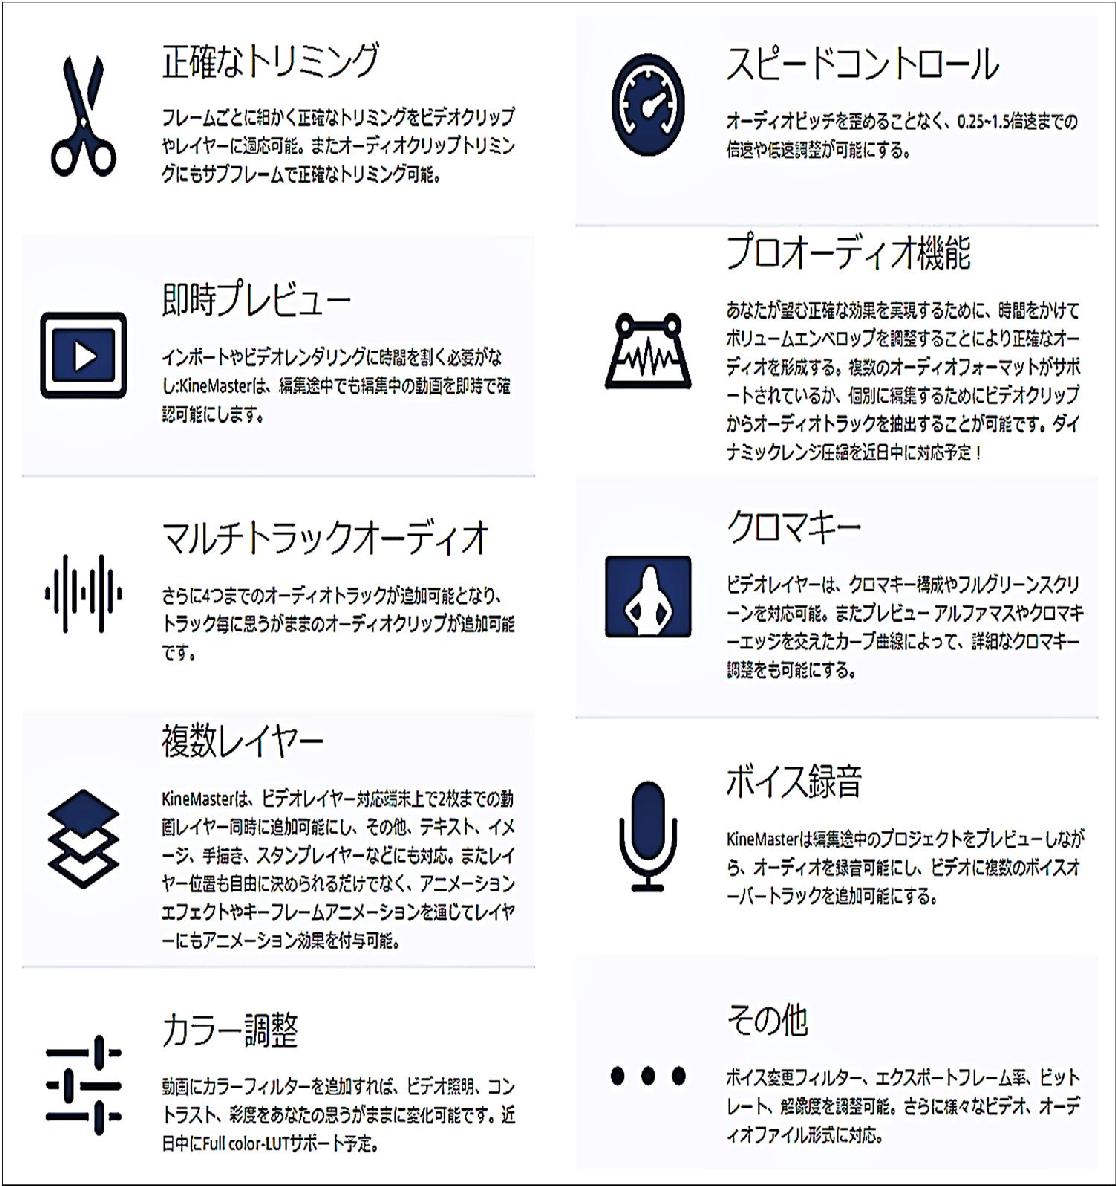 正確なトリミング
フレームごとに細かく正確なトリミングをビデオクリップ
やレイヤーに適応可能。またオーディオクリップトリミン
グにもサブフレームで正確なトリミング可能。
即時プレビュー
インポートやビデオレンダリングに時間を割く必要がな
し:KineMasterは、編集途中でも編集中の動画を即時で確
認可能にします。
マルチトラックオーディオ
さらに4つまでのオーディオトラックが追加可能となり、
トラック毎に思うがままのオーディオクリップが追加可能
です。
複数レイヤー
KineMasterは、ビデオレイヤー対応端末上で2枚までの動
画レイヤー同時に追加可能にし、その他、テキスト、イメ
ージ、手描き、スタンプレイヤーなどにも対応。またレイ
ヤー位置も自由に決められるだけでなく、アニメーション
エフェクトやキーフレームアニメーションを通じてレイヤ
ーにもアニメーション効果を付与可能。
カラー調整
動画にカラーフィルターを追加すれば、ビデオ照明、コン
トラスト、彩度をあなたの思うがままに変化可能です。近
日中にFull color-LUTサポート予定。
スピードコントロール
オーディオピッチを歪めることなく、0.25~1.5倍速までの
倍速や低速調整が可能にする。
プロオーディオ機能
あなたが望む正確な効果を実現するために、時間をかけて
ボリュームエンベロップを調整することにより正確なオー
ディオを形成する。複数のオーディオフォーマットがサポ
ートされているか、個別に編集するためにビデオクリップ
からオーディオトラックを抽出することが可能です。ダイ
ナミックレンジ圧縮を近日中に対応予定！
クロマキー
ビデオレイヤーは、クロマキー構成やフルグリーンスクリ
ーンを対応可能。またプレビュー アルファマスやクロマキ
ーエッジを交えたカーブ曲線によって、詳細なクロマキー
調整をも可能にする。
ボイス録音
KineMasterは編集途中のプロジェクトをプレビューしなが
ら、オーディオを録音可能にし、ビデオに複数のボイスオ
ーバートラックを追加可能にする。
その他
ボイス変更フィルター、エクスポートフレーム率、ビット
レート、解像度を調整可能。さらに様々なビデオ、オーデ
ィオファイル形式に対応。